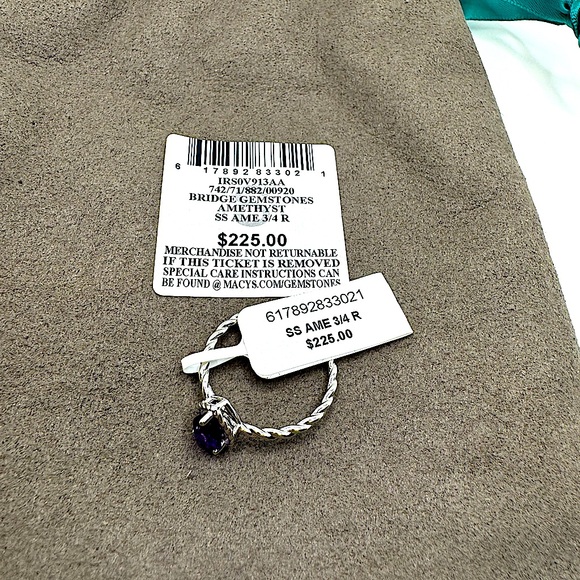 6 17892 83302 1
IRS0V913AA
742/71/882/00920
BRIDGE GEMSTONES
AMETHYST
SS AME 3/4 R
$225.00
MERCHANDISE NOT RETURNABLE
IF THIS TICKET IS REMOVED
SPECIAL CARE INSTRUCTIONS CAN
BE FOUND @ MACYS.COM/GEMSTONES
617892833021
SS AME 3/4 R
$225.00